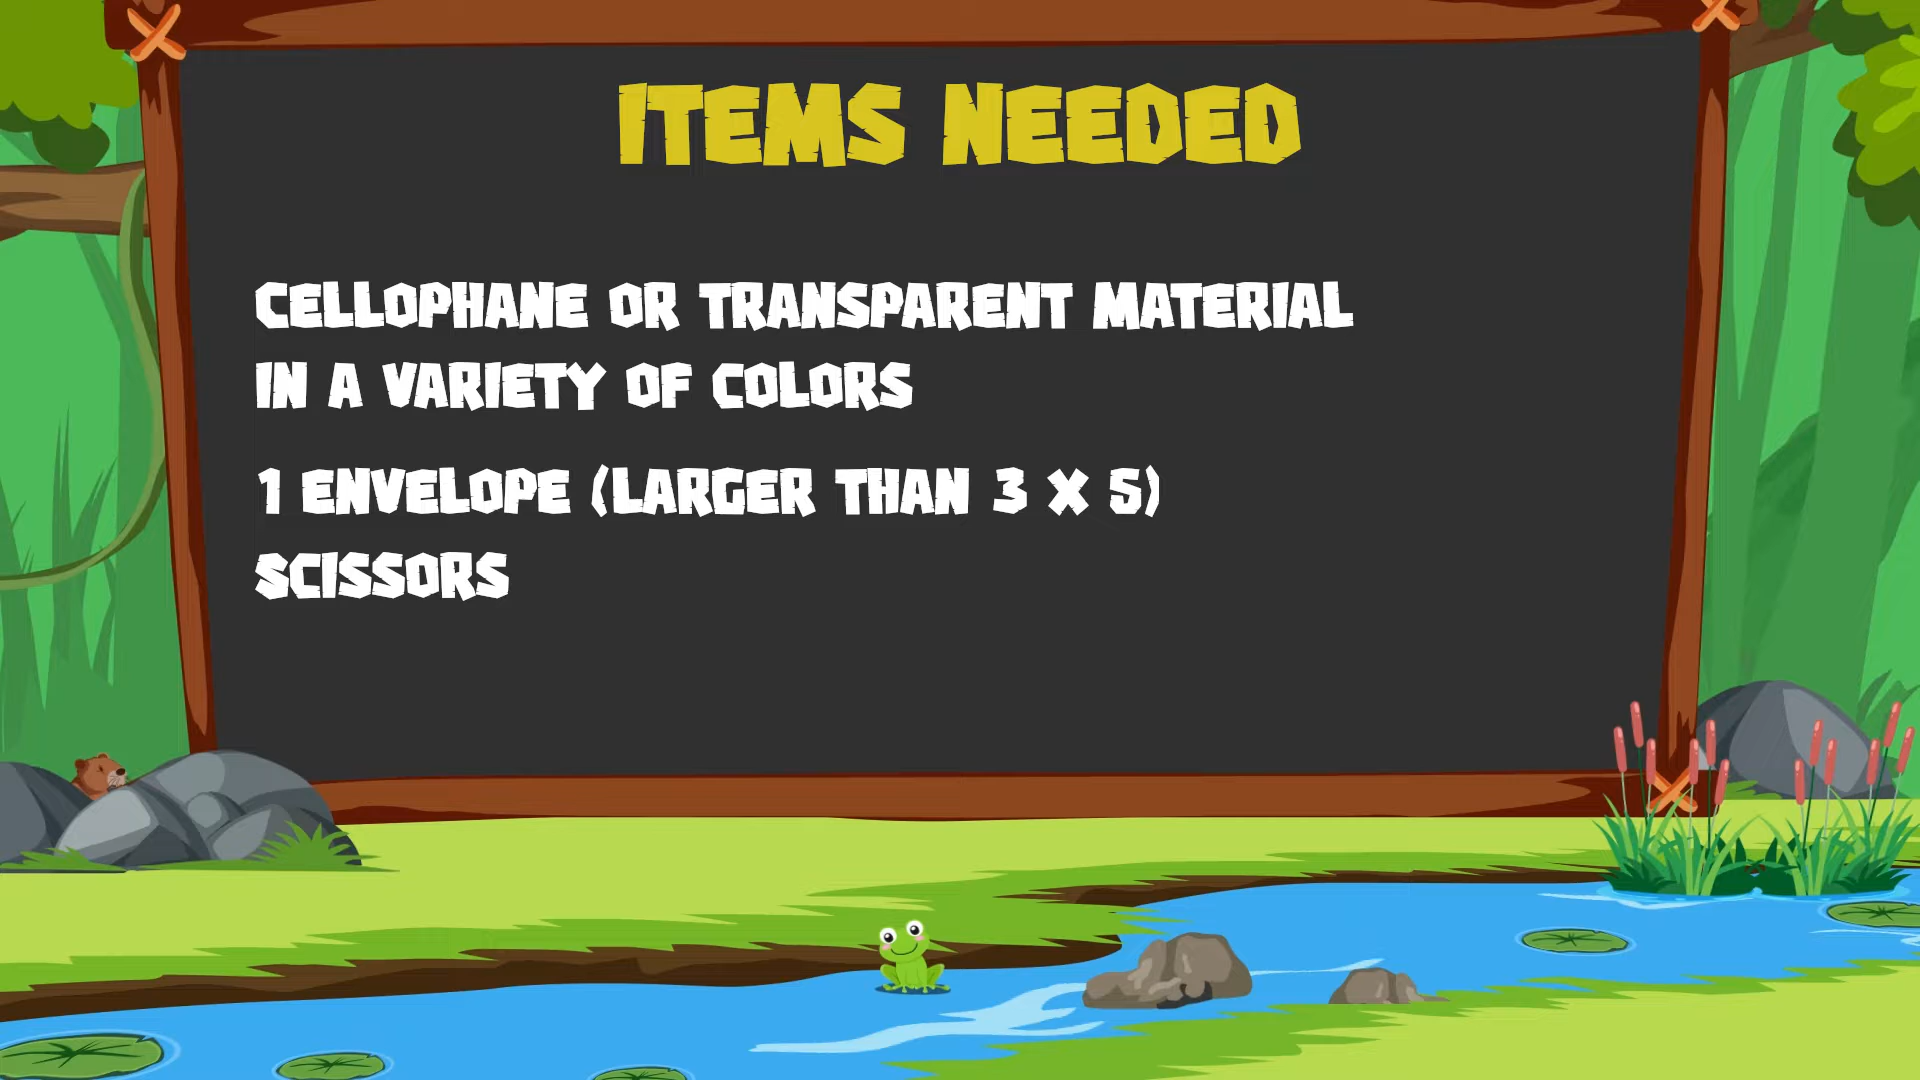 ITEMS NEEDED
CELLOPHANE OR TRANSPARENT MATERIAL
IN A VARIETY OF COLORS
1 ENVELOPE (LARGER THAN 3 X 5)
SCISSORS